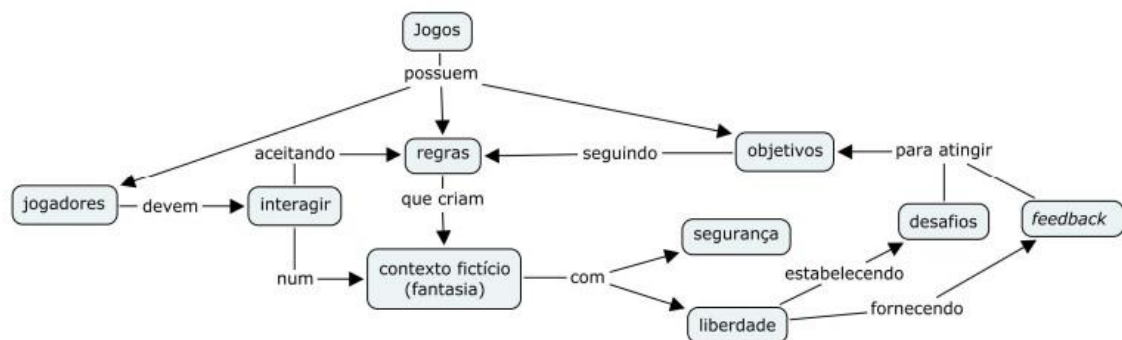 Jogos
possuem
aceitando
regras
seguindo
objetivos
para atingir
jogadores
devem
interagir
que criam
desafios
feedback
segurança
num
contexto fictício
(fantasia)
com
estabelecendo
liberdade
fornecendo